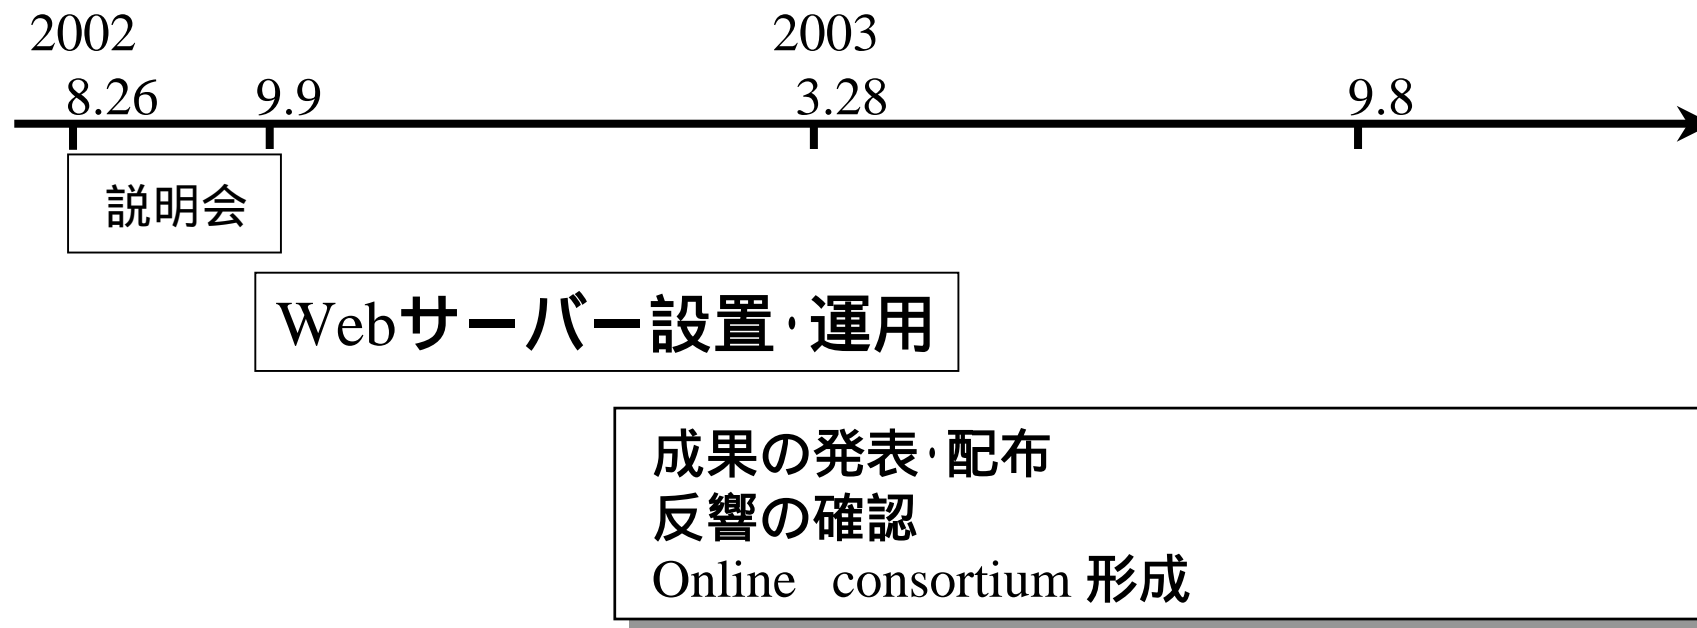 2002 2003
8.26 9.9 3.28 9.8
説明会
Webサーバー設置・運用
成果の発表・配布
反響の確認
Online consortium 形成